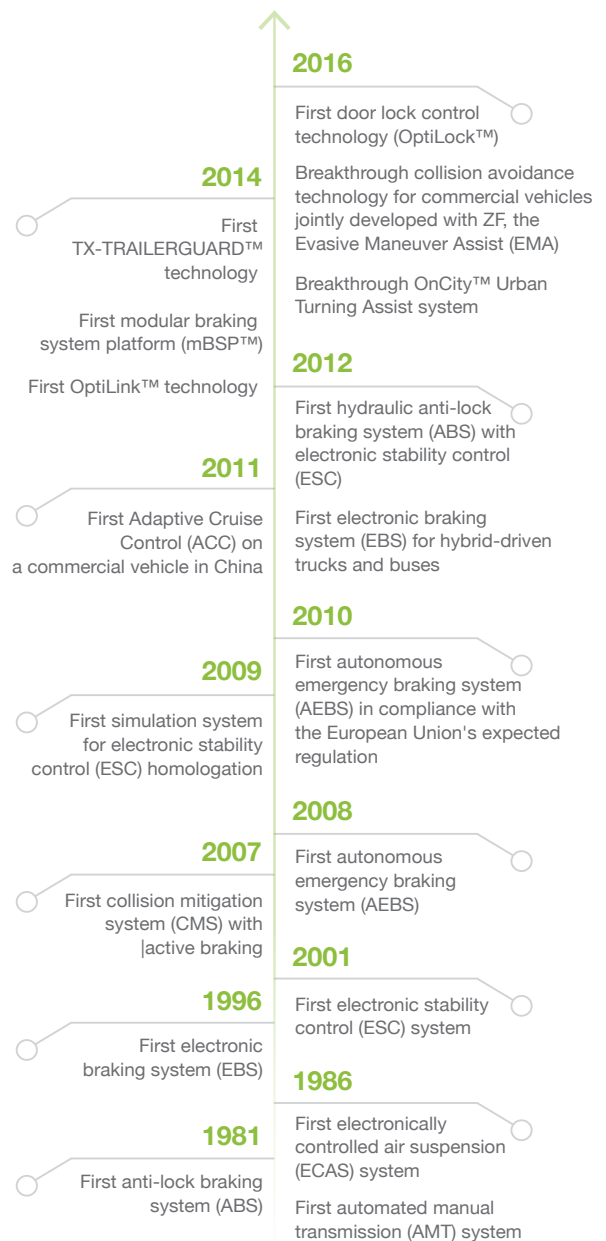 2016
First door lock control
technology (OptiLock™)
Breakthrough collision avoidance
technology for commercial vehicles
jointly developed with ZF, the
Evasive Maneuver Assist (EMA)
Breakthrough OnCity™ Urban
Turning Assist system
2014
First
TX-TRAILERGUARD™
technology
First modular braking
system platform (mBSP™)
First OptiLink™ technology
2012
First hydraulic anti-lock
braking system (ABS) with
electronic stability control
(ESC)
First electronic braking
system (EBS) for hybrid-driven
trucks and buses
2011
First Adaptive Cruise
Control (ACC) on
a commercial vehicle in China
2010
First autonomous
emergency braking system
(AEBS) in compliance with
the European Union's expected
regulation
2009
First simulation system
for electronic stability
control (ESC) homologation
2008
First autonomous
emergency braking
system (AEBS)
2007
First collision mitigation
system (CMS) with
|active braking
2001
First electronic stability
control (ESC) system
1996
First electronic
braking system (EBS)
1986
First electronically
controlled air suspension
(ECAS) system
First automated manual
transmission (AMT) system
1981
First anti-lock braking
system (ABS)